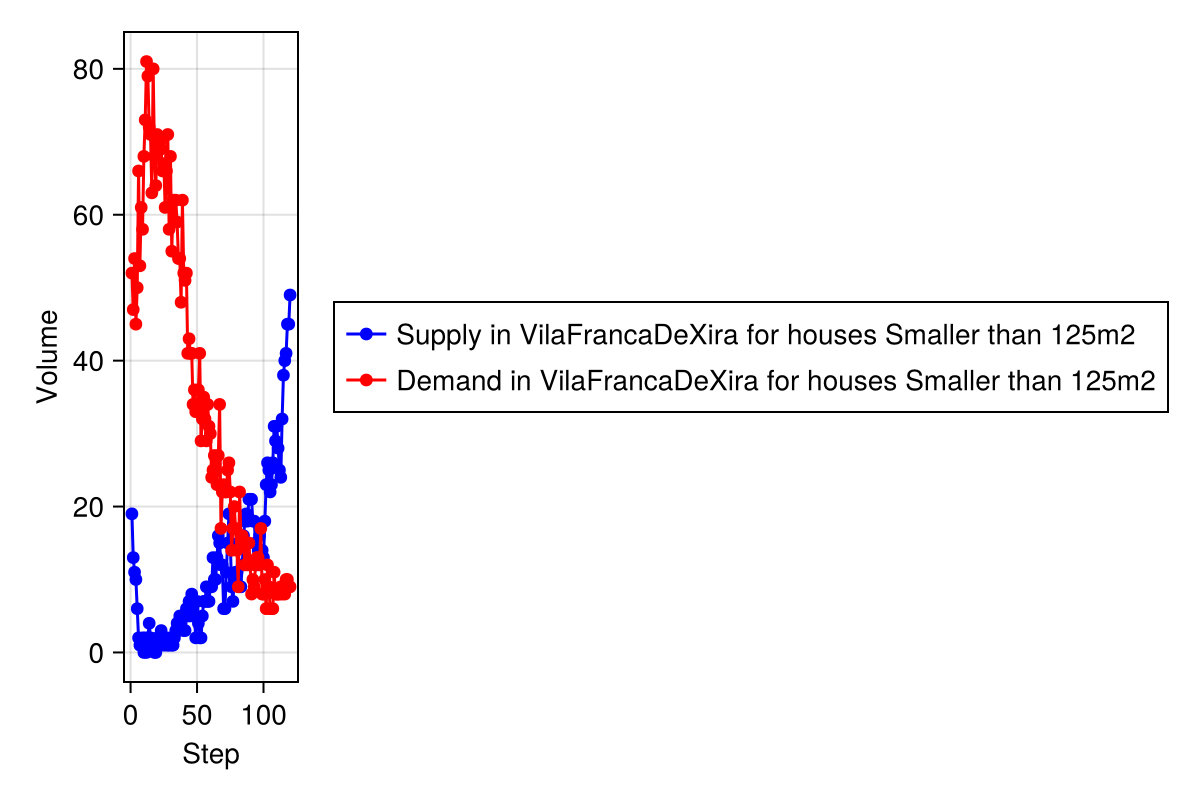 80
60
40
20
0
Volume
0 50 100
Step
Supply in VilaFrancaDeXira for houses Smaller than 125m2
Demand in VilaFrancaDeXira for houses Smaller than 125m2